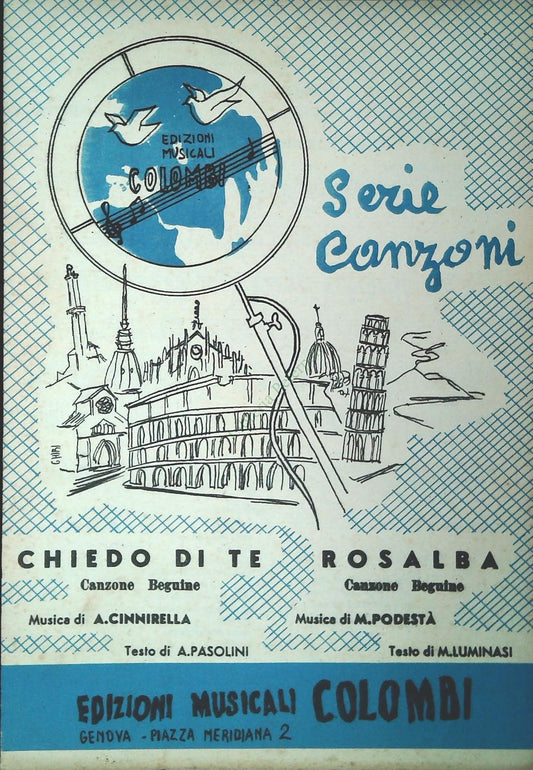 EDIZIONI
MUSICALI
COLOMBI
Serie
Canzoni
GHIRI
CHIEDO DI TE
Canzone Beguine
Musica di A.CINNIRELLA
Testo di A.PASOLINI
ROSALBA
Canzone Beguine
Musica di M.PODESTÀ
Testo di M.LUMINASI
EDIZIONI MUSICALI COLOMBI
GENOVA - PIAZZA MERIDIANA 2